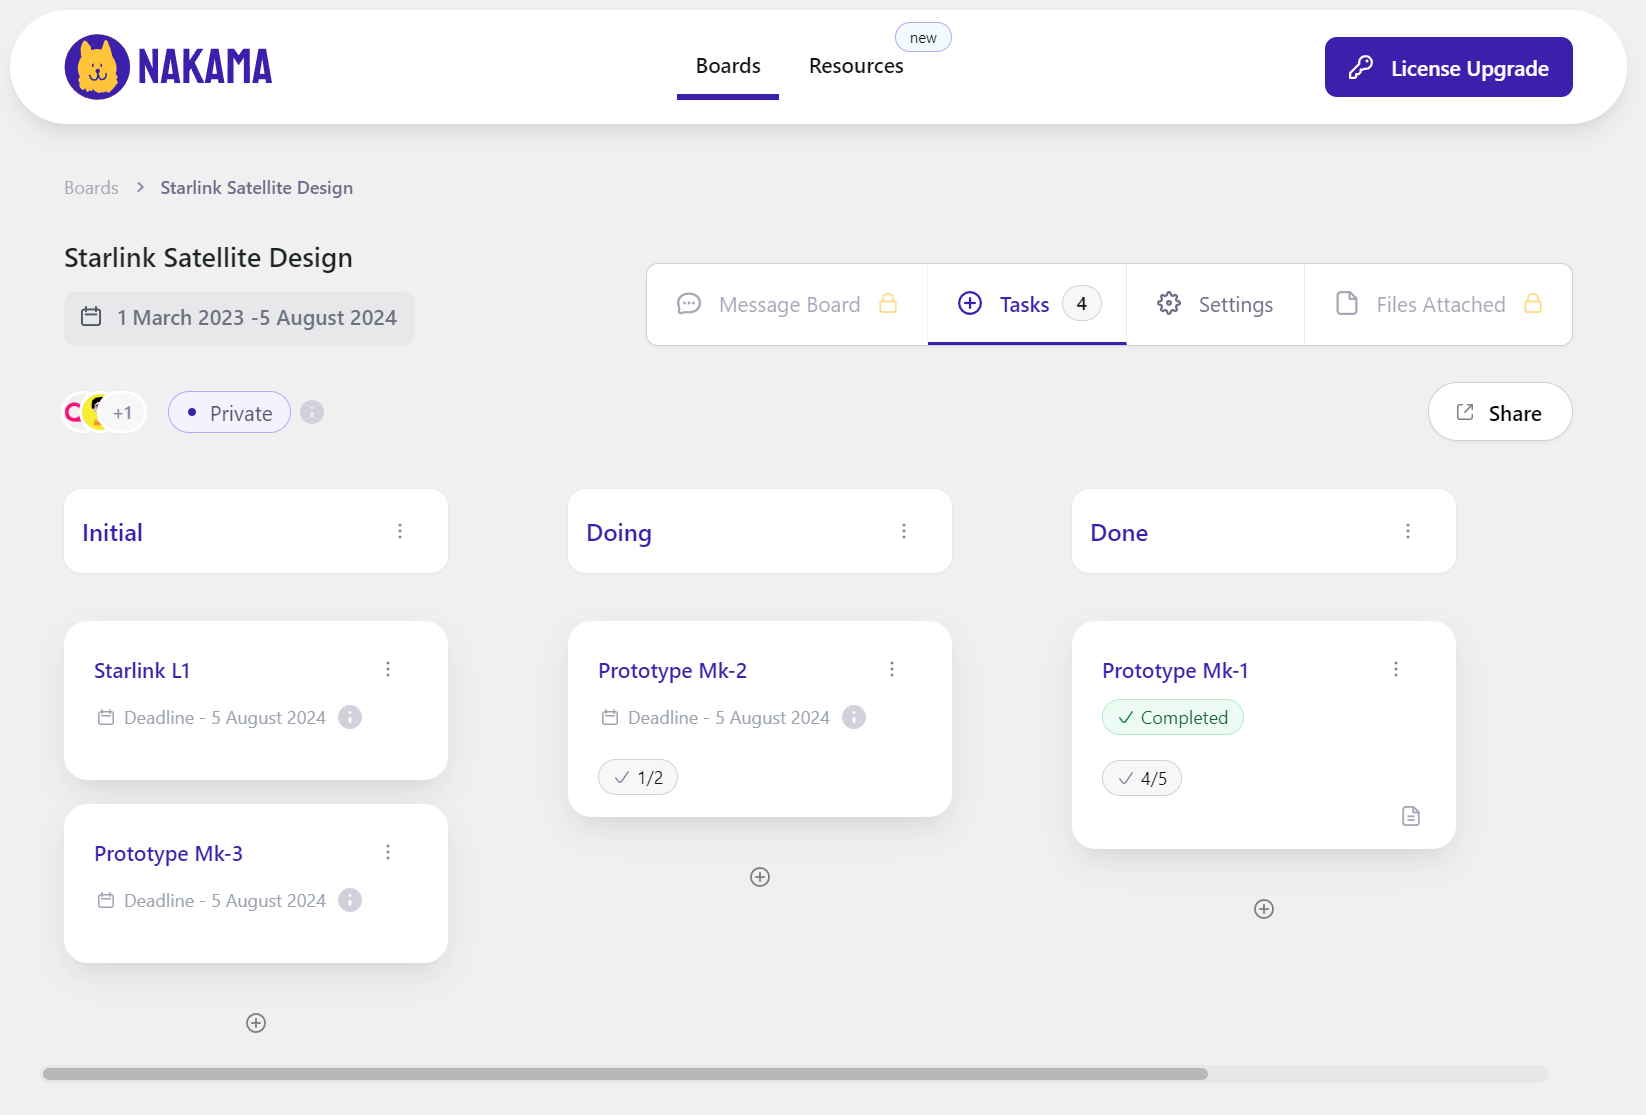 NAKAMA
Boards
Resources
new
License Upgrade
Boards > Starlink Satellite Design
Starlink Satellite Design
1 March 2023 -5 August 2024
Message Board
Tasks 4
Settings
Files Attached
+1
Private
Share
Initial
Doing
Done
Starlink L1
Deadline - 5 August 2024
Prototype Mk-3
Deadline - 5 August 2024
Prototype Mk-2
Deadline - 5 August 2024
1/2
Prototype Mk-1
Completed
4/5